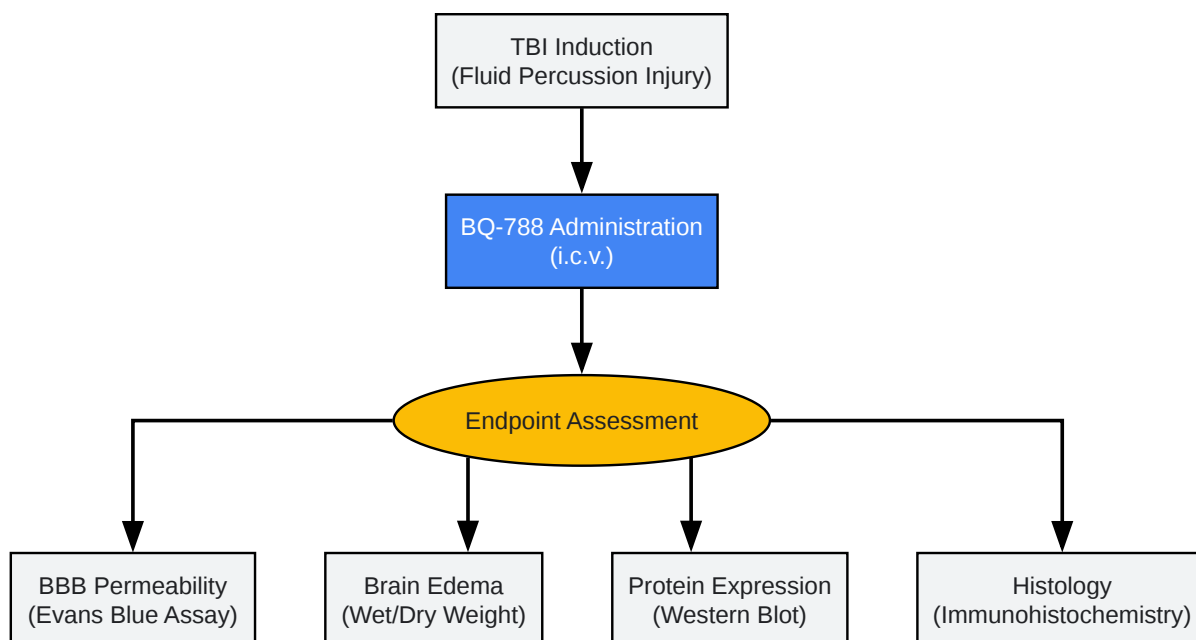 TBI Induction
(Fluid Percussion Injury)
BQ-788 Administration
(i.c.v.)
Endpoint Assessment
BBB Permeability
(Evans Blue Assay)
Brain Edema
(Wet/Dry Weight)
Protein Expression
(Western Blot)
Histology
(Immunohistochemistry)